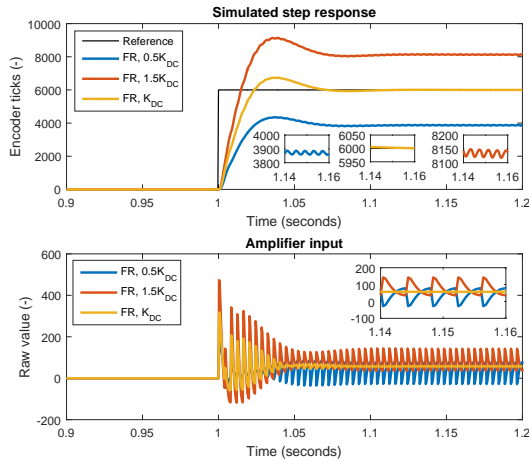 Simulated step response
Encoder ticks (-)
10000
8000
6000
4000
2000
0
Reference
FR, 0.5K_DC
FR, 1.5K_DC
FR, K_DC
4000
3900
3800
1.14 1.16
6050
6000
5950
1.14 1.16
8200
8150
8100
1.14 1.16
0.9 0.95 1 1.05 1.1 1.15 1.2
Time (seconds)
Amplifier input
Raw value (-)
600
400
200
0
-200
FR, 0.5K_DC
FR, 1.5K_DC
FR, K_DC
200
100
0
-100
1.14 1.15 1.16
0.9 0.95 1 1.05 1.1 1.15 1.2
Time (seconds)